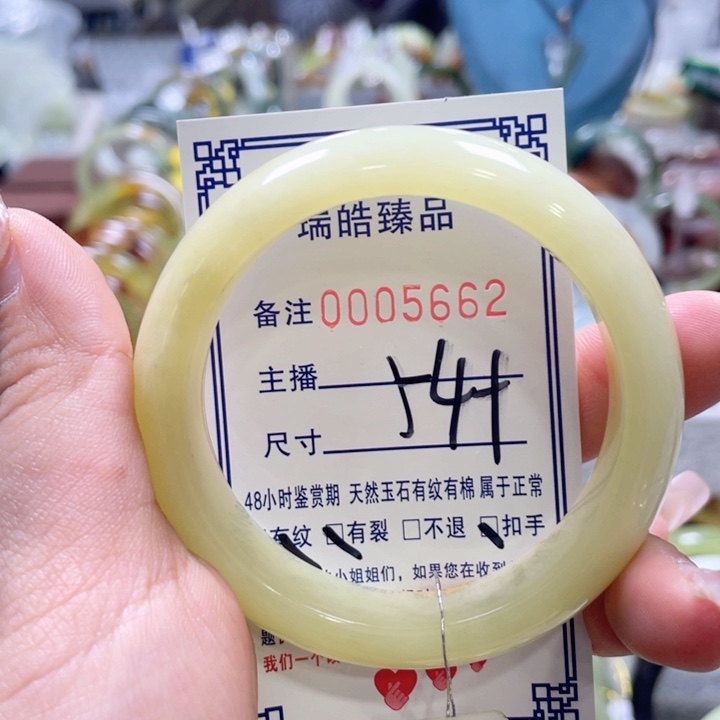 瑞皓臻品
备注 0005662
主播
尺寸
48小时鉴赏期 天然玉石有纹有棉 属于正常
有纹 □有裂 □不退 □扣手
小姐姐们，如果您在收到
题
我们一个